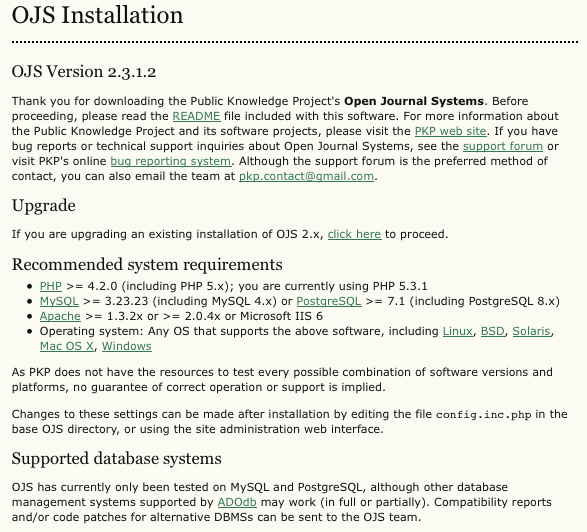 OJS Installation
OJS Version 2.3.1.2
Thank you for downloading the Public Knowledge Project's Open Journal Systems. Before
proceeding, please read the README file included with this software. For more information about
the Public Knowledge Project and its software projects, please visit the PKP web site. If you have
bug reports or technical support inquiries about Open Journal Systems, see the support forum or
visit PKP's online bug reporting system. Although the support forum is the preferred method of
contact, you can also email the team at pkp.contact@gmail.com.
Upgrade
If you are upgrading an existing installation of OJS 2.x, click here to proceed.
Recommended system requirements
• PHP >= 4.2.0 (including PHP 5.x); you are currently using PHP 5.3.1
• MySQL >= 3.23.23 (including MySQL 4.x) or PostgreSQL >= 7.1 (including PostgreSQL 8.x)
• Apache >= 1.3.2x or >= 2.0.4x or Microsoft IIS 6
• Operating system: Any OS that supports the above software, including Linux, BSD, Solaris,
Mac OS X, Windows
As PKP does not have the resources to test every possible combination of software versions and
platforms, no guarantee of correct operation or support is implied.
Changes to these settings can be made after installation by editing the file config.inc.php in the
base OJS directory, or using the site administration web interface.
Supported database systems
OJS has currently only been tested on MySQL and PostgreSQL, although other database
management systems supported by ADOdb may work (in full or partially). Compatibility reports
and/or code patches for alternative DBMSs can be sent to the OJS team.